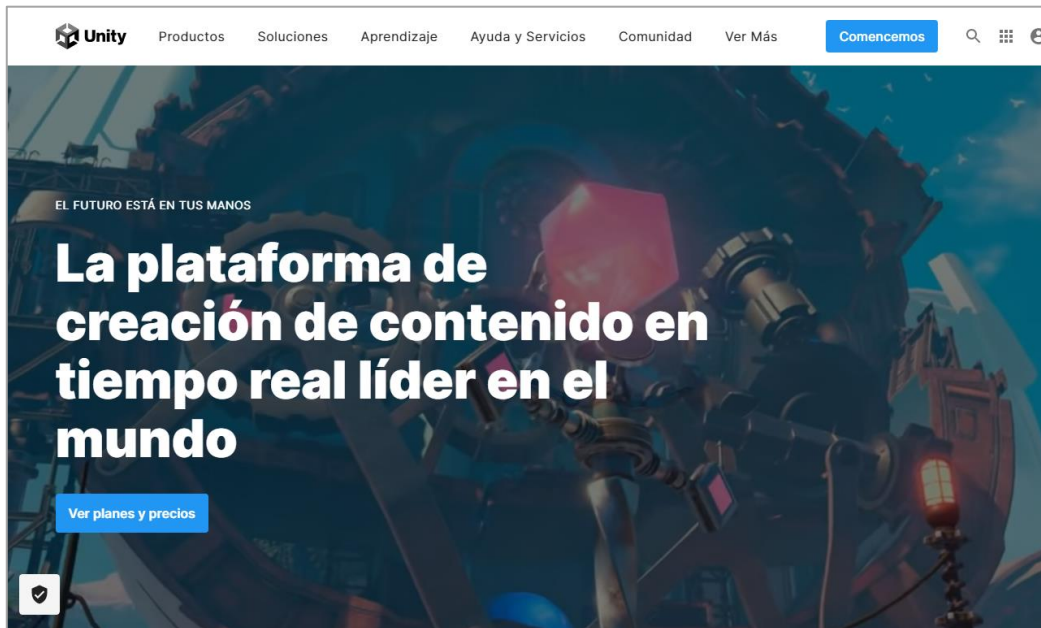 Unity
Productos
Soluciones
Aprendizaje
Ayuda y Servicios
Comunidad
Ver Más
Comencemos
EL FUTURO ESTÁ EN TUS MANOS
La plataforma de
creación de contenido en
tiempo real líder en el
mundo
Ver planes y precios